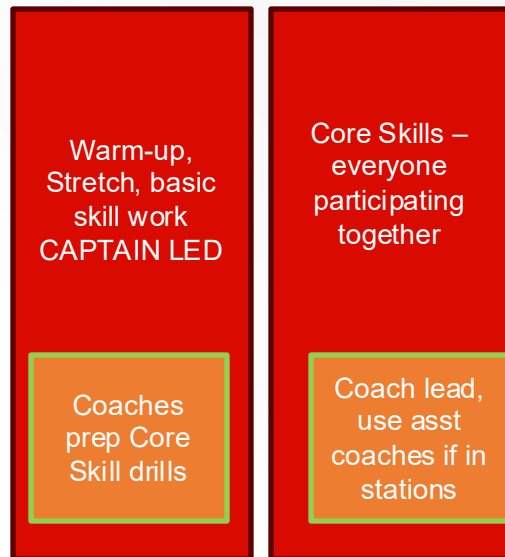 Warm-up,
Stretch, basic
skill work
CAPTAIN LED
Coaches
prep Core
Skill drills
Core Skills –
everyone
participating
together
Coach lead,
use asst
coaches if in
stations